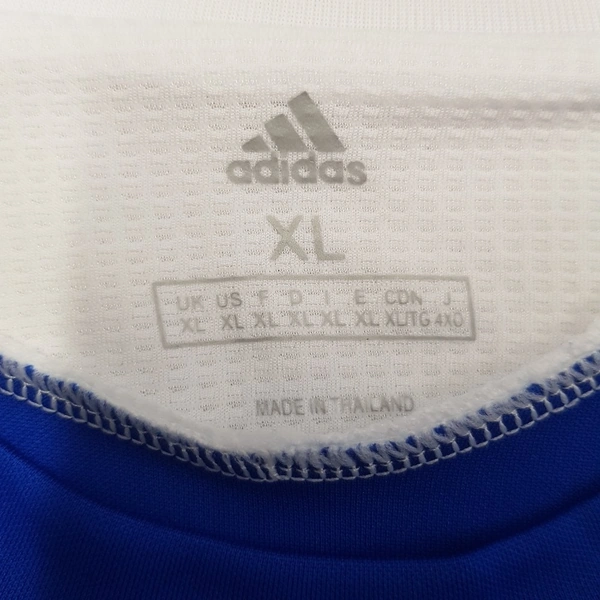 adidas
XL
UK US F D I E CDN J
XL XL XL XL XL XL XL/TG 4XO
MADE IN THAILAND